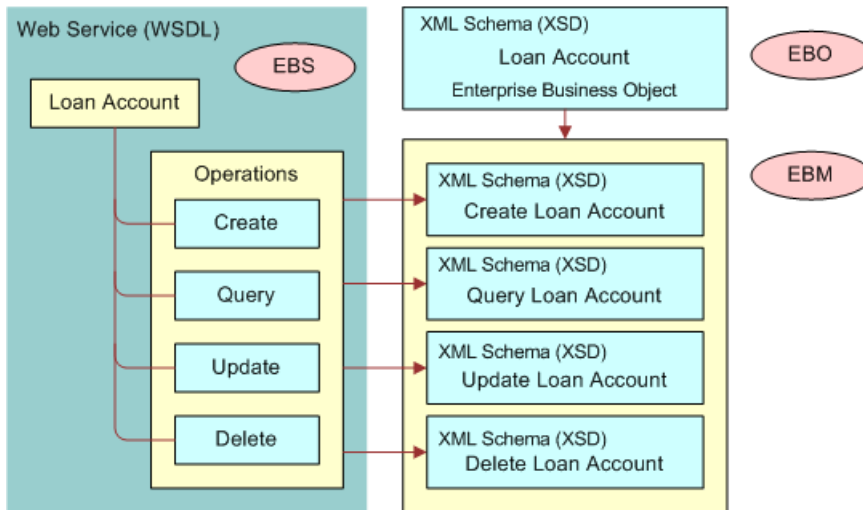 Web Service (WSDL)
EBS
Loan Account
Operations
Create
Query
Update
Delete
XML Schema (XSD)
Loan Account
Enterprise Business Object
EBO
EBM
XML Schema (XSD)
Create Loan Account
XML Schema (XSD)
Query Loan Account
XML Schema (XSD)
Update Loan Account
XML Schema (XSD)
Delete Loan Account